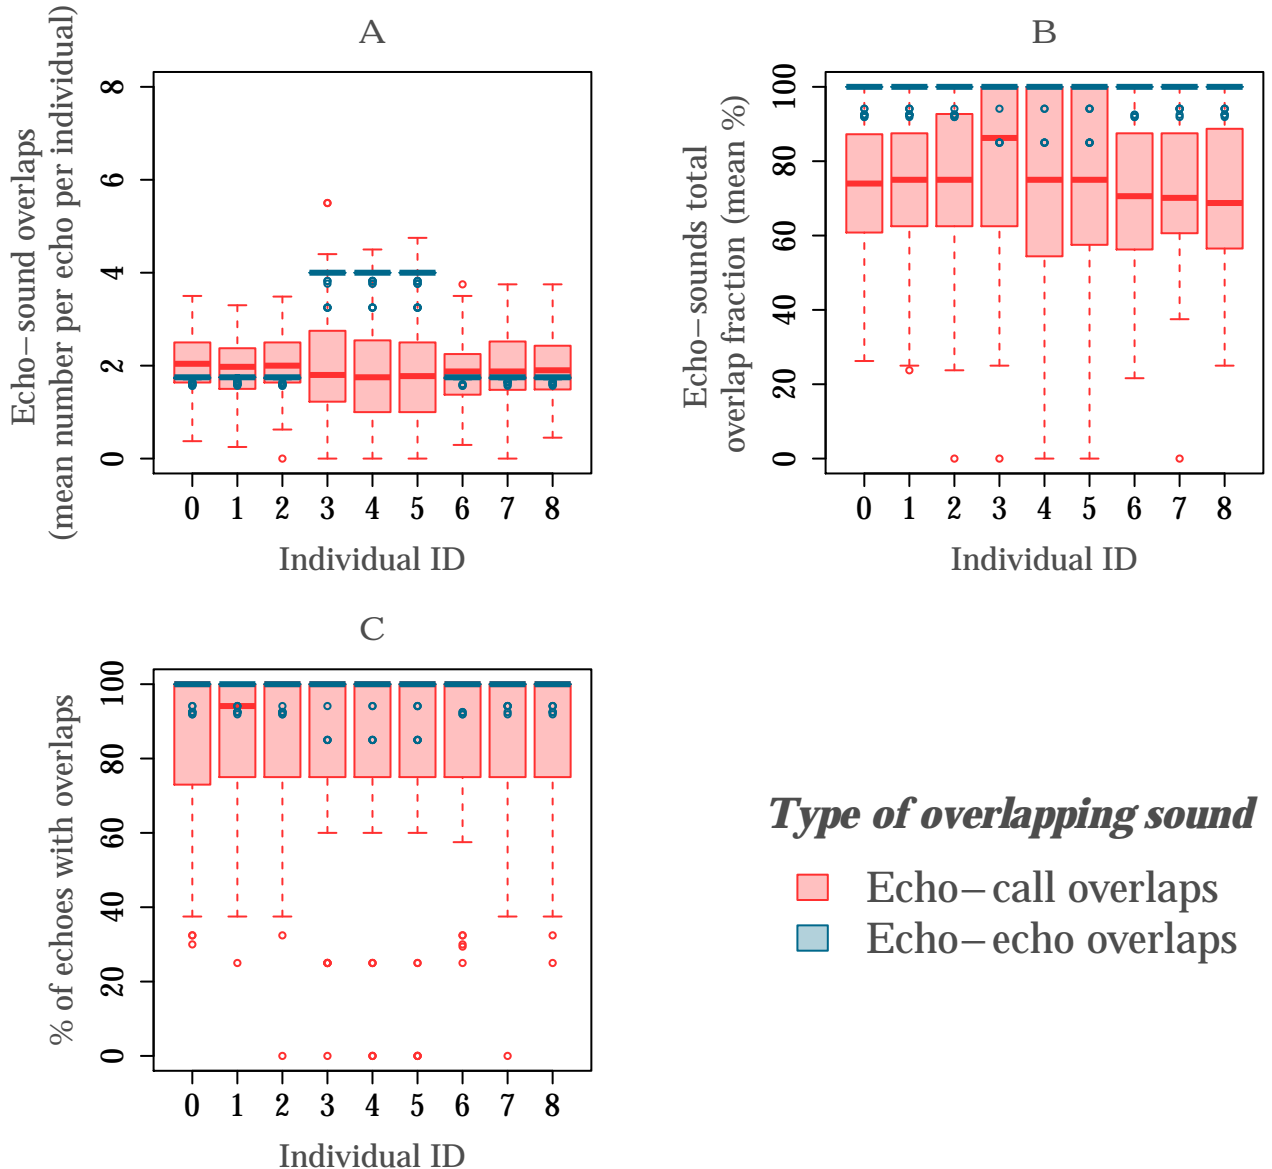 A
Echo−sound overlaps
(mean number per echo per individual)
8
6
4
2
0
0 1 2 3 4 5 6 7 8
Individual ID
B
Echo−sounds total
overlap fraction (mean %)
100
80
60
40
20
0
0 1 2 3 4 5 6 7 8
Individual ID
C
% of echoes with overlaps
100
80
60
40
20
0
0 1 2 3 4 5 6 7 8
Individual ID
Type of overlapping sound
Echo−call overlaps
Echo−echo overlaps